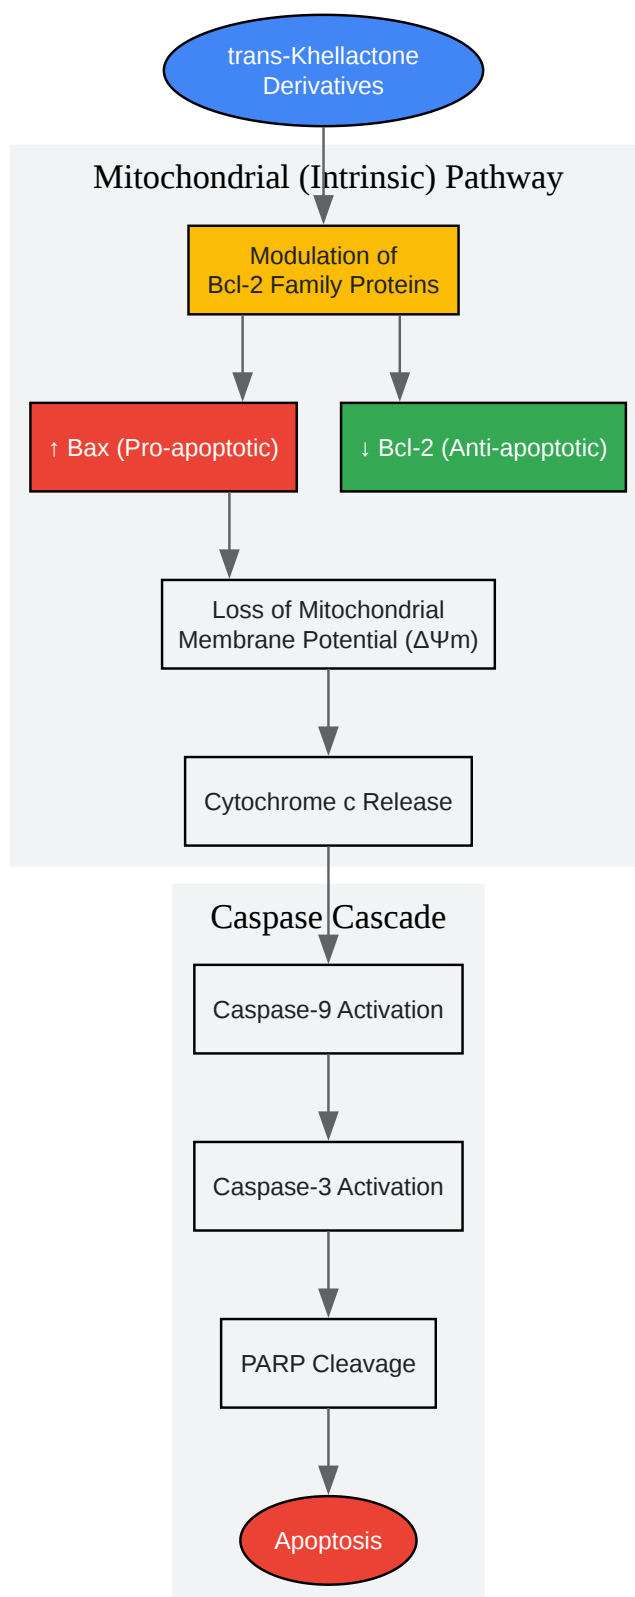 trans-Khellactone
Derivatives
Mitochondrial (Intrinsic) Pathway
Modulation of
Bcl-2 Family Proteins
↑ Bax (Pro-apoptotic)
↓ Bcl-2 (Anti-apoptotic)
Loss of Mitochondrial
Membrane Potential (ΔΨm)
Cytochrome c Release
Caspase Cascade
Caspase-9 Activation
Caspase-3 Activation
PARP Cleavage
Apoptosis